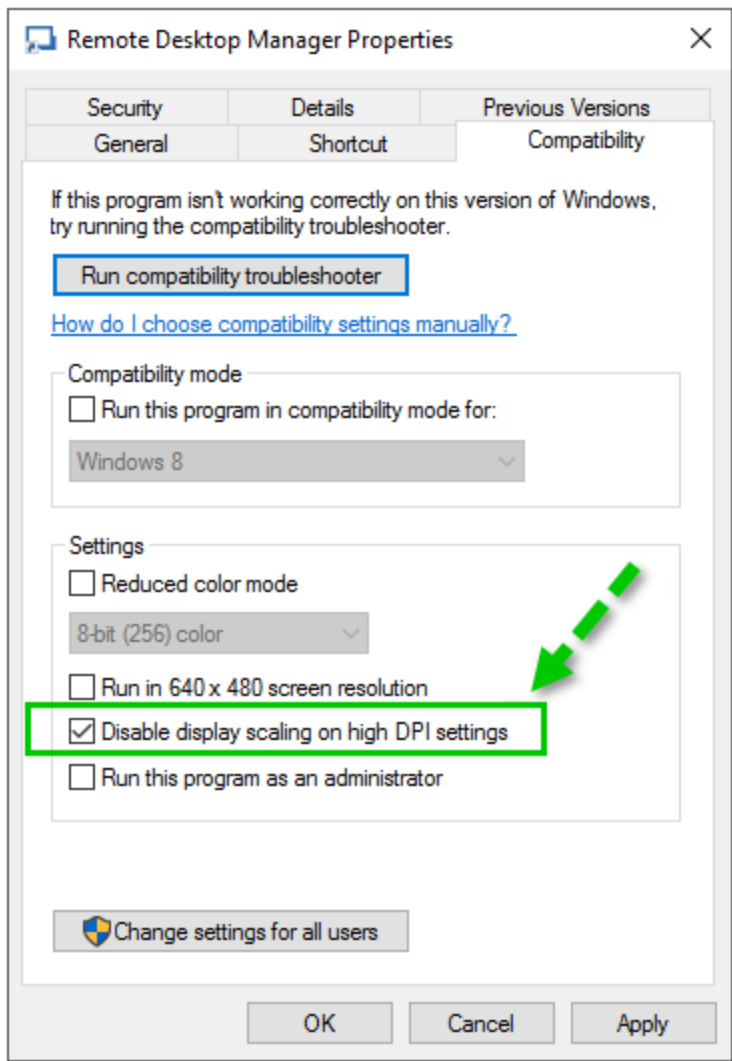 Remote Desktop Manager Properties
Security Details Previous Versions
General Shortcut Compatibility
If this program isn't working correctly on this version of Windows,
try running the compatibility troubleshooter.
Run compatibility troubleshooter
How do I choose compatibility settings manually?
Compatibility mode
Run this program in compatibility mode for:
Windows 8
Settings
Reduced color mode
8-bit (256) color
Run in 640 x 480 screen resolution
Disable display scaling on high DPI settings
Run this program as an administrator
Change settings for all users
OK Cancel Apply